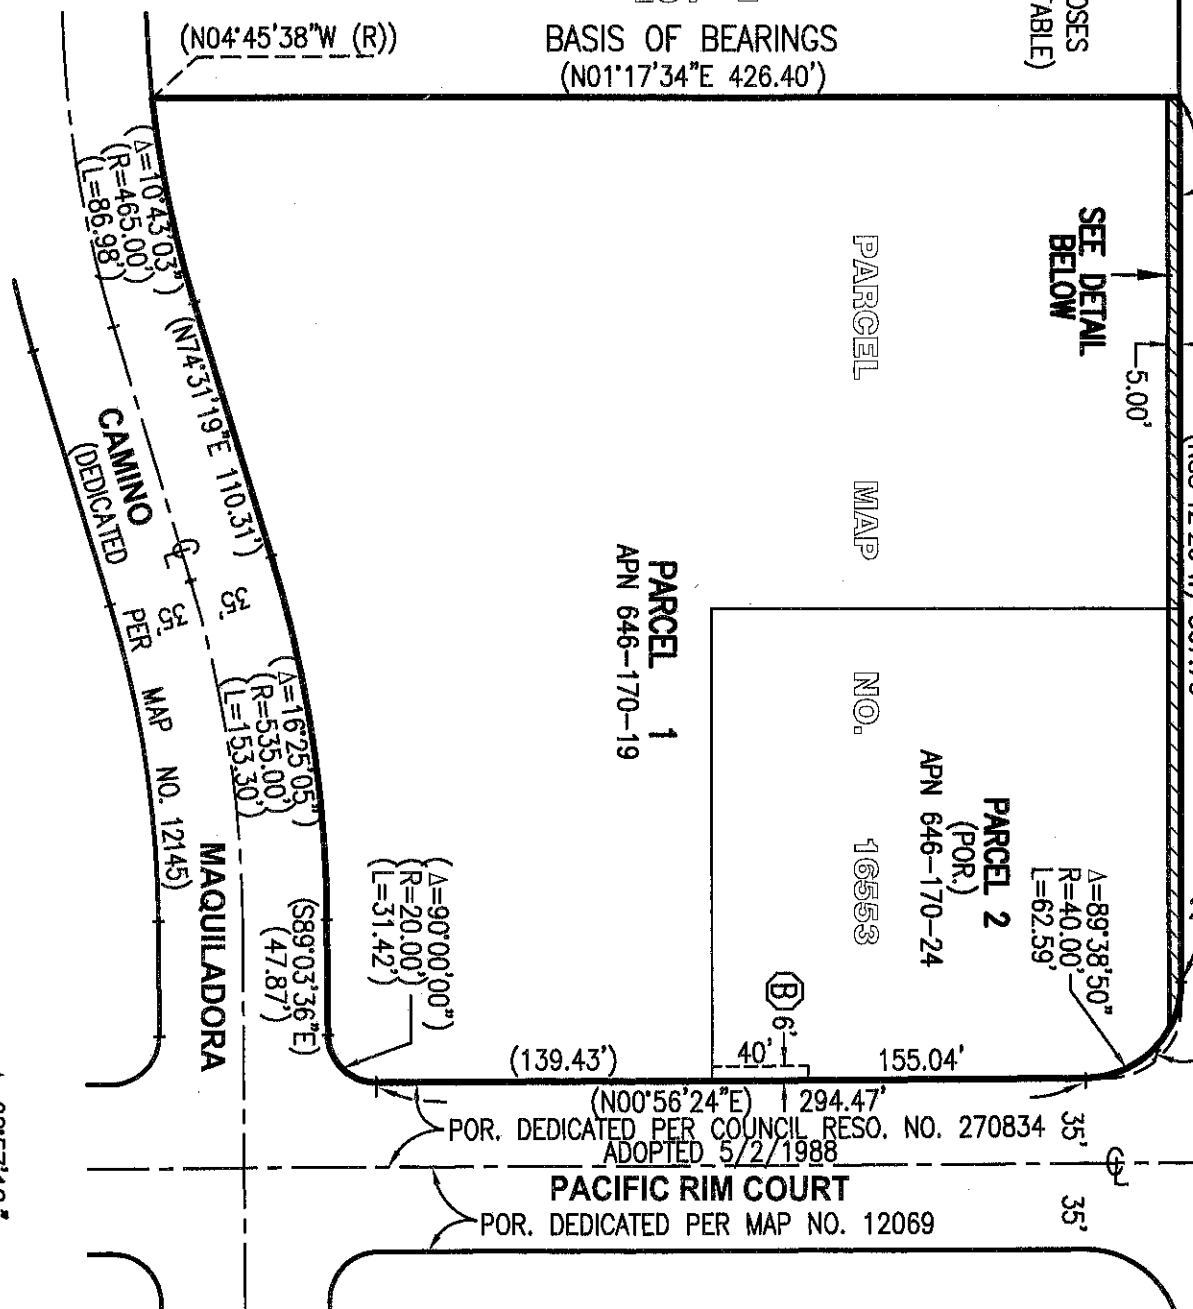 OSES
TABLE)
(N04°45'38"W (R))
BASIS OF BEARINGS
(N01°17'34"E 426.40')
(Δ=10°43'03")
(R=465.00')
(L=86.98')
SEE DETAIL
BELOW
5.00'
PARCEL MAP NO. 16553
(N74°31'19"E 110.31')
CAMINO
(DEDICATED PER MAP NO. 12145)
℄
35'
35'
PARCEL 1
APN 646-170-19
(Δ=16°25'05")
(R=535.00')
(L=153.30')
PARCEL 2
(POR.)
APN 646-170-24
Δ=89°38'50"
R=40.00'
L=62.59'
MAQUILADORA
(S89°03'36"E)
(47.87')
(Δ=90°00'00")
(R=20.00')
(L=31.42')
B
6'
(139.43')
40'
155.04'
(N00°56'24"E) 294.47'
POR. DEDICATED PER COUNCIL RESO. NO. 270834
ADOPTED 5/2/1988
35'
℄
PACIFIC RIM COURT
35'
POR. DEDICATED PER MAP NO. 12069